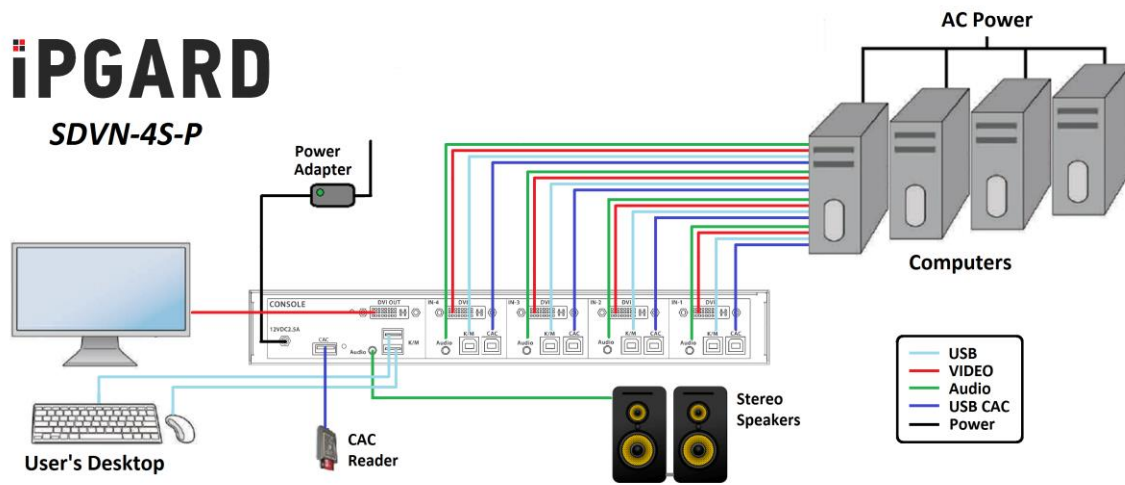 iPGARD
SDVN-4S-P
AC Power
Power
Adapter
Computers
CONSOLE
DVI OUT
IN-4
DVI
IN-3
DVI
IN-2
DVI
IN-1
DVI
12VDC2.5A
CAC
Audio
K/M
Audio
K/M
CAC
Audio
K/M
CAC
Audio
K/M
CAC
Audio
K/M
CAC
USB
VIDEO
Audio
USB CAC
Power
Stereo
Speakers
CAC
Reader
User's Desktop